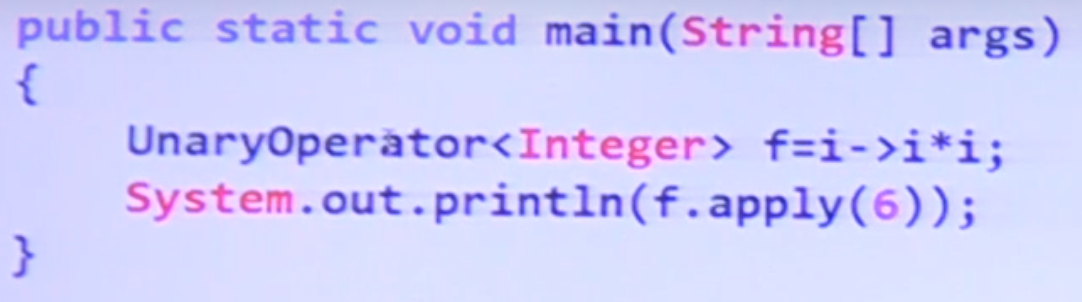 public static void main(String[] args)
{
UnaryOperator<Integer> f=i->i*i;
System.out.println(f.apply(6));
}